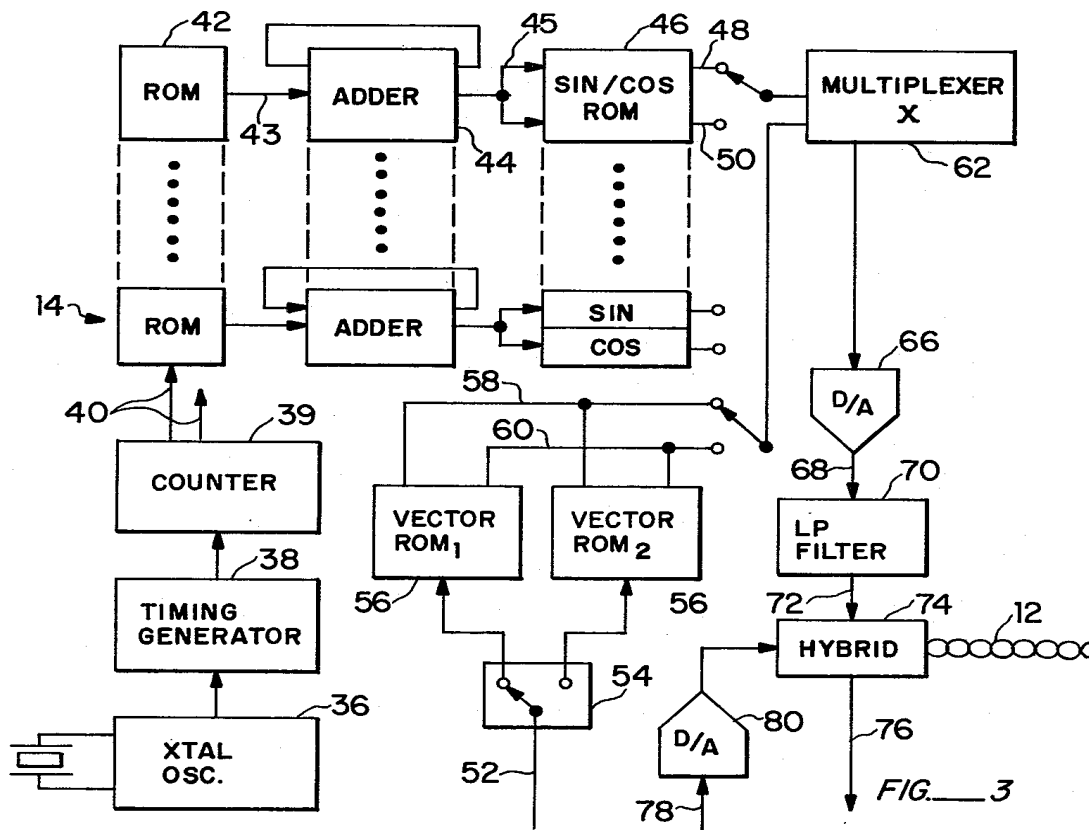 42
45
46
48
ROM
ADDER
SIN/COS
ROM
MULTIPLEXER
X
43
44
50
62
14
ROM
ADDER
SIN
COS
66
D/A
58
40
39
60
68
70
COUNTER
VECTOR
ROM1
VECTOR
ROM2
LP
FILTER
38
56
56
72
74
12
TIMING
GENERATOR
HYBRID
54
36
80
XTAL
OSC.
D/A
76
52
78
FIG. 3